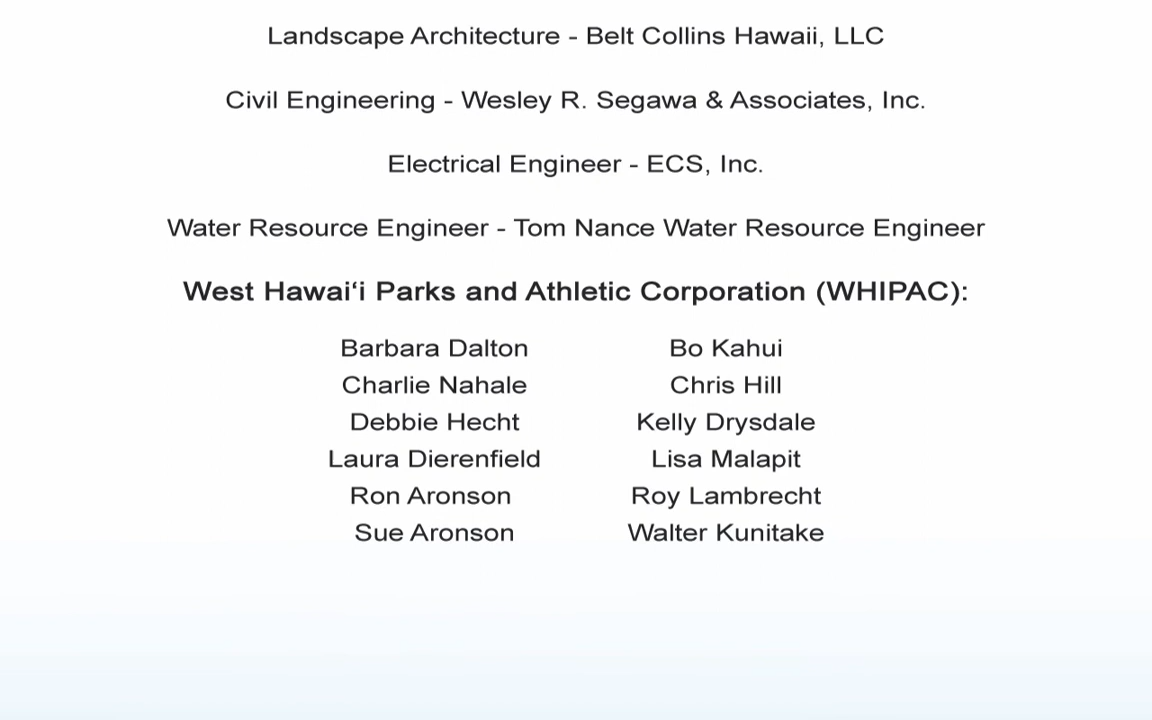 Landscape Architecture - Belt Collins Hawaii, LLC
Civil Engineering - Wesley R. Segawa & Associates, Inc.
Electrical Engineer - ECS, Inc.
Water Resource Engineer - Tom Nance Water Resource Engineer
West Hawai‘i Parks and Athletic Corporation (WHIPAC):
Barbara Dalton Bo Kahui
Charlie Nahale Chris Hill
Debbie Hecht Kelly Drysdale
Laura Dierenfield Lisa Malapit
Ron Aronson Roy Lambrecht
Sue Aronson Walter Kunitake